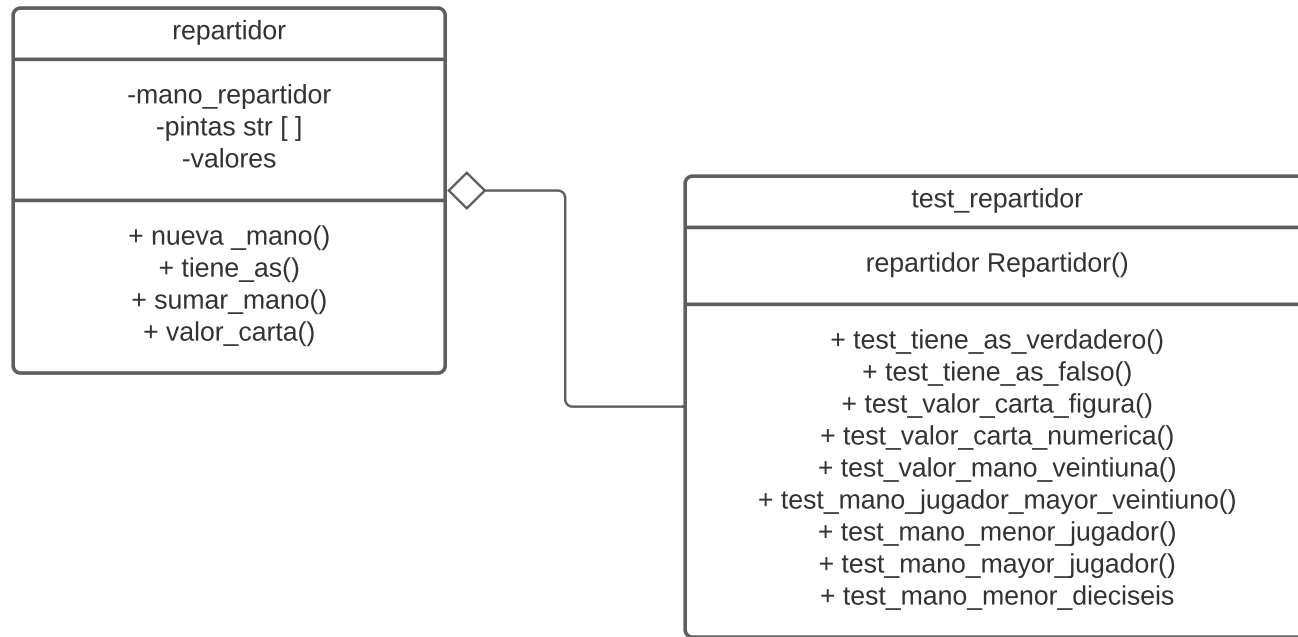 repartidor
-mano_repartidor
-pintas str [ ]
-valores
+ nueva _mano()
+ tiene_as()
+ sumar_mano()
+ valor_carta()
test_repartidor
repartidor Repartidor()
+ test_tiene_as_verdadero()
+ test_tiene_as_falso()
+ test_valor_carta_figura()
+ test_valor_carta_numerica()
+ test_valor_mano_veintiuna()
+ test_mano_jugador_mayor_veintiuno()
+ test_mano_menor_jugador()
+ test_mano_mayor_jugador()
+ test_mano_menor_dieciseis